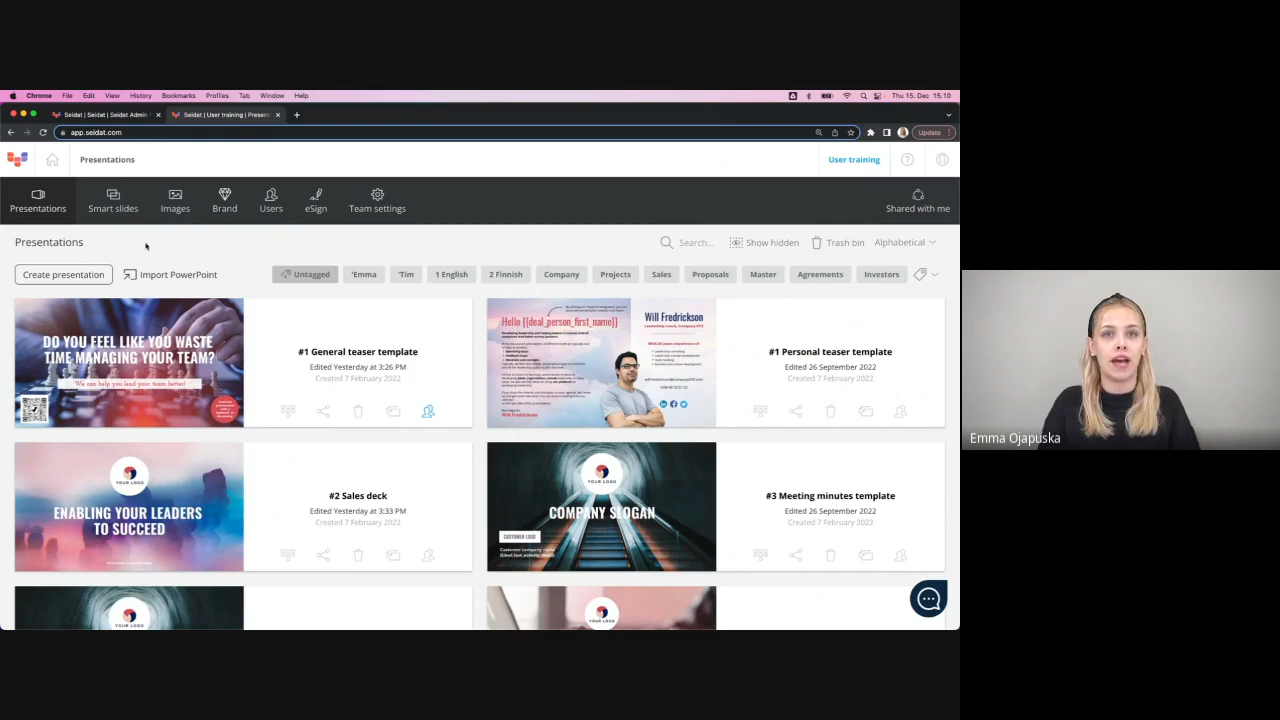 Chrome File Edit View History Bookmarks Profiles Tab Window Help
Thu 15. Dec 15.10
Seidat | Seidat | Seidat Admin
Seidat | User training | Present
app.seidat.com
Update
Presentations
User training
Presentations
Smart slides
Images
Brand
Users
eSign
Team settings
Shared with me
Presentations
Search...
Show hidden
Trash bin
Alphabetical
Create presentation
Import PowerPoint
Untagged
'Emma
'Tim
1 English
2 Finnish
Company
Projects
Sales
Proposals
Master
Agreements
Investors
DO YOU FEEL LIKE YOU WASTE
TIME MANAGING YOUR TEAM?
We can help you lead your team better!
#1 General teaser template
Edited Yesterday at 3:26 PM
Created 7 February 2022
Hello {{deal_person_first_name}}
Will Fredrickson
Leadership Coach, Company XYZ
#1 Personal teaser template
Edited 26 September 2022
Created 7 February 2022
YOUR LOGO
ENABLING YOUR LEADERS
TO SUCCEED
#2 Sales deck
Edited Yesterday at 3:33 PM
Created 7 February 2022
YOUR LOGO
COMPANY SLOGAN
CUSTOMER LOGO
#3 Meeting minutes template
Edited 26 September 2022
Created 7 February 2022
YOUR LOGO
YOUR LOGO
Emma Ojapuska